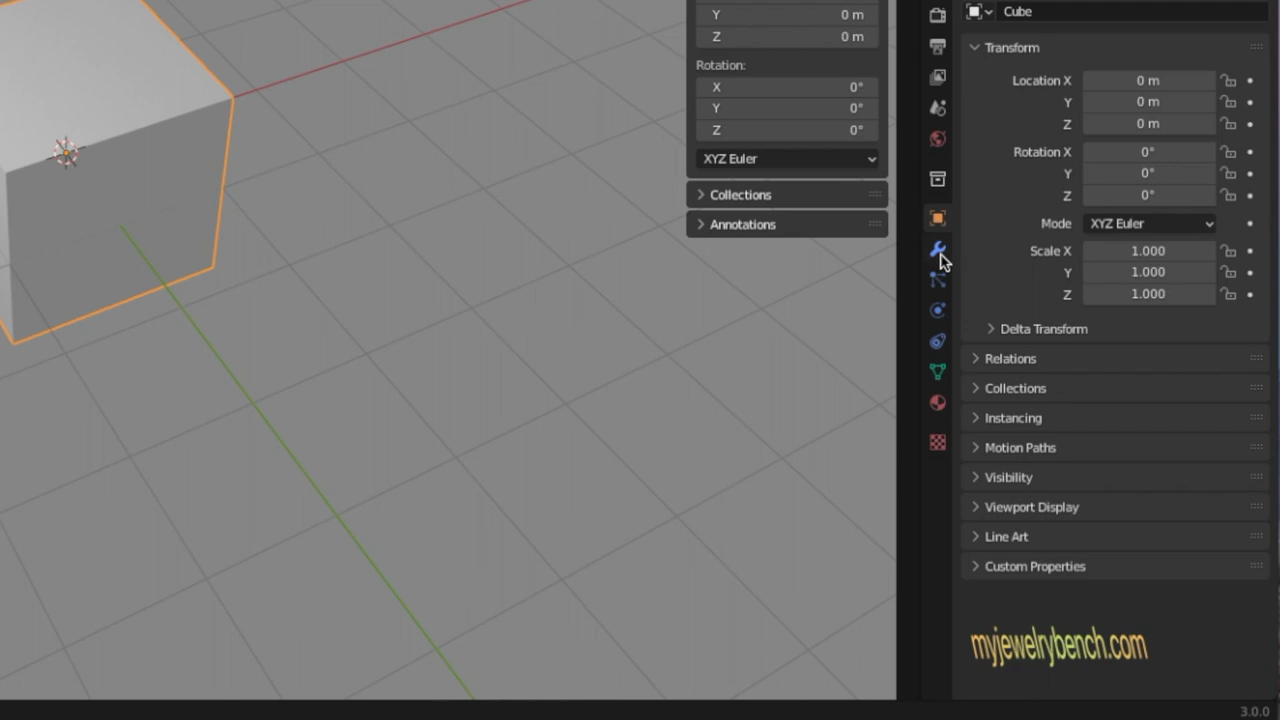 Y 0 m
Z 0 m
Rotation:
X 0°
Y 0°
Z 0°
XYZ Euler
Collections
Annotations
Cube
Transform
Location X 0 m
Y 0 m
Z 0 m
Rotation X 0°
Y 0°
Z 0°
Mode XYZ Euler
Scale X 1.000
Y 1.000
Z 1.000
Delta Transform
Relations
Collections
Instancing
Motion Paths
Visibility
Viewport Display
Line Art
Custom Properties
myjewelrybench.com
3.0.0